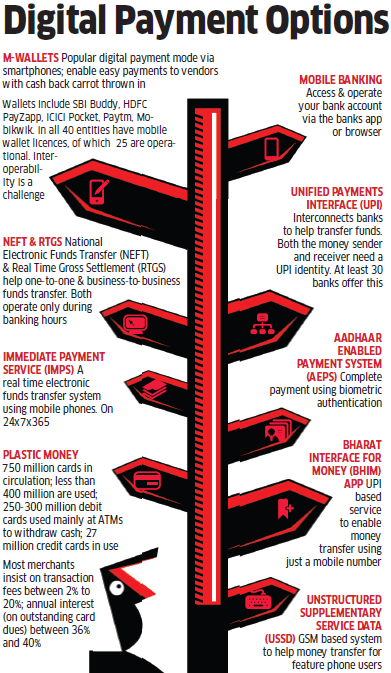 Digital Payment Options
M-WALLETS Popular digital payment mode via
smartphones; enable easy payments to vendors
with cash back carrot thrown in
Wallets include SBI Buddy, HDFC
PayZapp, ICICI Pocket, Paytm, Mo-
bikwik. In all 40 entities have mobile
wallet licences, of which 25 are opera-
tional. Inter-
operabil-
ity is a
challenge
NEFT & RTGS National
Electronic Funds Transfer (NEFT)
& Real Time Gross Settlement (RTGS)
help one-to-one & business-to-business
funds transfer. Both
operate only during
banking hours
IMMEDIATE PAYMENT
SERVICE (IMPS) A
real time electronic
funds transfer system
using mobile phones. On
24x7x365
PLASTIC MONEY
750 million cards in
circulation; less than
400 million are used;
250-300 million debit
cards used mainly at ATMs
to withdraw cash; 27
million credit cards in use
Most merchants
insist on transaction
fees between 2% to
20%; annual interest
(on outstanding card
dues) between 36%
and 40%
MOBILE BANKING
Access & operate
your bank account
via the banks app
or browser
UNIFIED PAYMENTS
INTERFACE (UPI)
Interconnects banks
to help transfer funds.
Both the money sender
and receiver need a
UPI identity. At least 30
banks offer this
AADHAAR
ENABLED
PAYMENT SYSTEM
(AEPS) Complete
payment using biometric
authentication
BHARAT
INTERFACE FOR
MONEY (BHIM)
APP UPI
based
service
to enable
money
transfer using
just a mobile number
UNSTRUCTURED
SUPPLEMENTARY
SERVICE DATA
(USSD) GSM based system
to help money transfer for
feature phone users